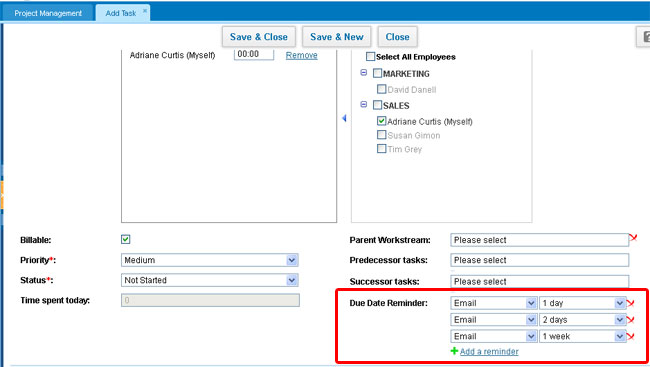 Project Management
Add Task
Save & Close
Save & New
Close
Adriane Curtis (Myself)
00:00
Remove
Select All Employees
MARKETING
David Danell
SALES
Adriane Curtis (Myself)
Susan Gimon
Tim Grey
Billable:
Priority*:
Medium
Status*:
Not Started
Time spent today:
0
Parent Workstream:
Please select
Predecessor tasks:
Please select
Successor tasks:
Please select
Due Date Reminder:
Email
1 day
Email
2 days
Email
1 week
Add a reminder